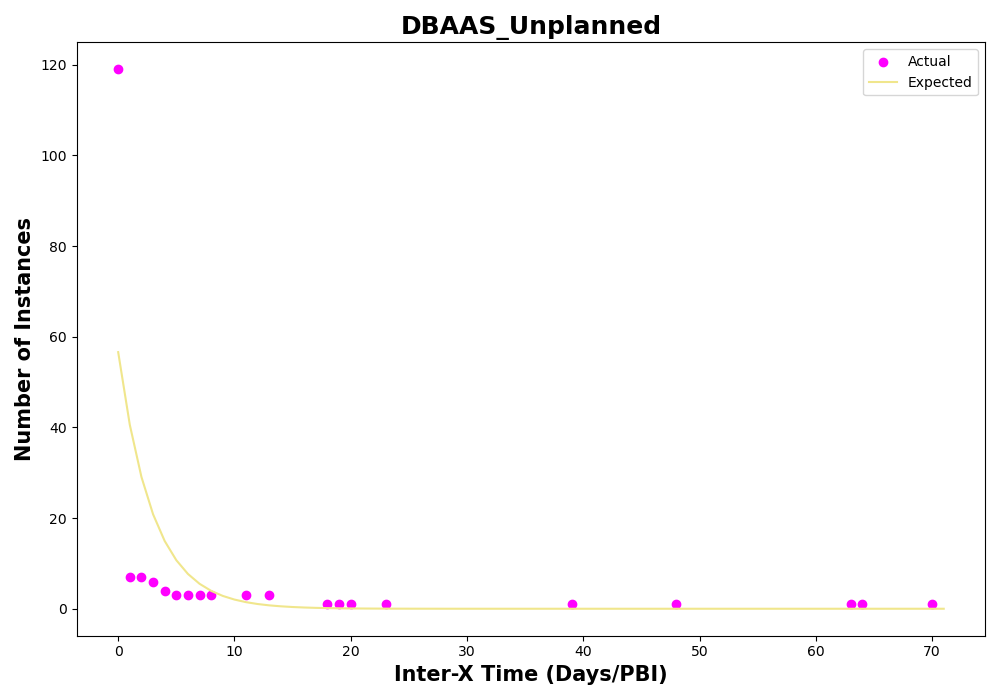 DBAAS_Unplanned
Actual
Expected
Number of Instances
120
100
80
60
40
20
0
0 10 20 30 40 50 60 70
Inter-X Time (Days/PBI)